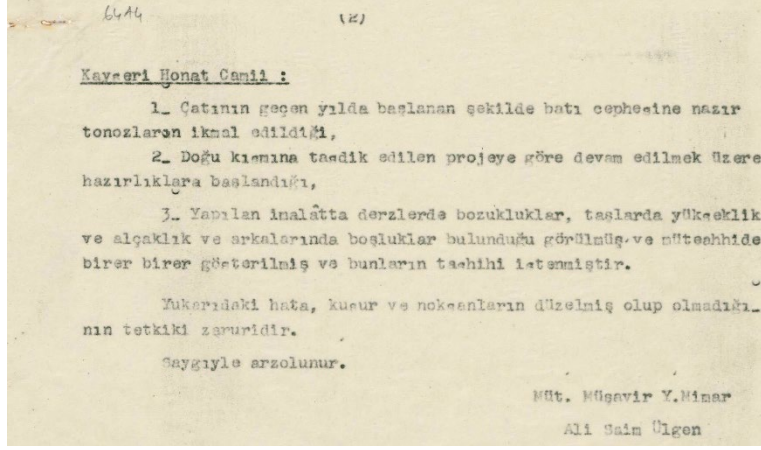 6414
(2)
Kayseri Honat Camii :
1_ Çatının geçen yılda başlanan şekilde batı cephesine nazır
tonozların ikmal edildiği,
2_ Doğu kısmına tasdik edilen projeye göre devam edilmek üzere
hazırlıklara başlandığı,
3_ Yapılan imalâtta derzlerde bozukluklar, taşlarda yükseklik
ve alçaklık ve arkalarında boşluklar bulunduğu görülmüş ve müteahhide
birer birer gösterilmiş ve bunların tashihi istenmiştir.
Yukarıdaki hata, kusur ve noksanların düzelmiş olup olmadığı_
nın tetkiki zaruridir.
Saygıyle arzolunur.
Müt. Müşavir Y.Mimar
Ali Saim Ülgen